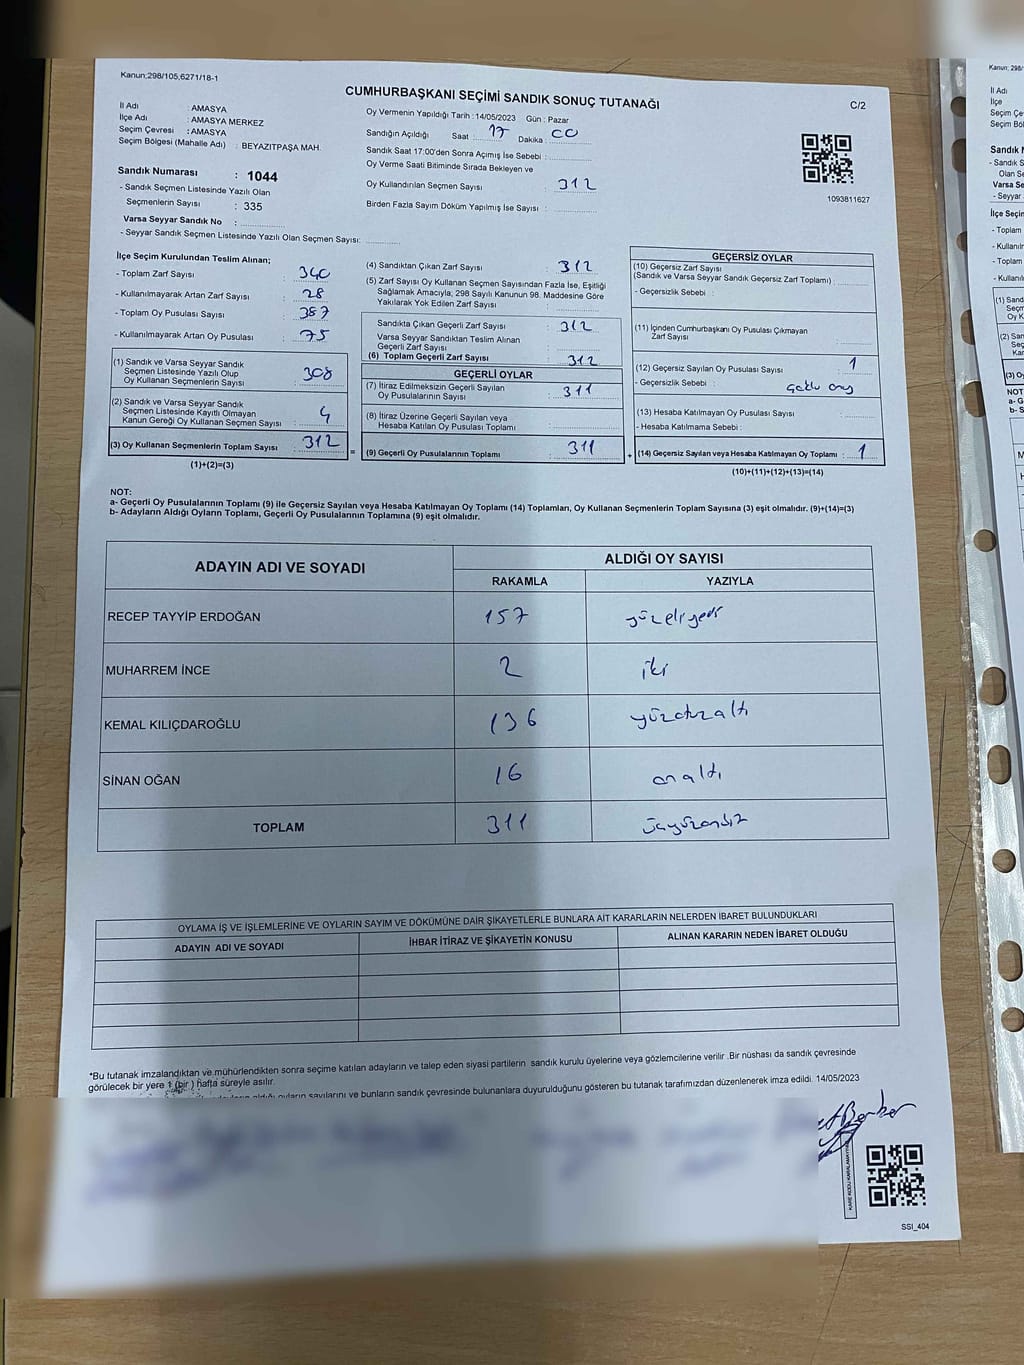 Kanun;298/105,6271/18-1
CUMHURBAŞKANI SEÇİMİ SANDIK SONUÇ TUTANAĞI
C/2
İl Adı : AMASYA
İlçe Adı : AMASYA MERKEZ
Seçim Çevresi : AMASYA
Seçim Bölgesi (Mahalle Adı) : BEYAZITPAŞA MAH.
Sandık Numarası : 1044
- Sandık Seçmen Listesinde Yazılı Olan
Seçmenlerin Sayısı : 335
Varsa Seyyar Sandık No :
- Seyyar Sandık Seçmen Listesinde Yazılı Olan Seçmen Sayısı:
Oy Vermenin Yapıldığı Tarih : 14/05/2023 Gün : Pazar
Sandığın Açıldığı Saat : 17 Dakika : 00
Sandık Saat 17:00'den Sonra Açımış İse Sebebi :
Oy Verme Saati Bitiminde Sırada Bekleyen ve
Oy Kullandırılan Seçmen Sayısı : 312
Birden Fazla Sayım Döküm Yapılmış İse Sayısı :
1093811627
İlçe Seçim Kurulundan Teslim Alınan;
- Toplam Zarf Sayısı : 340
- Kullanılmayarak Artan Zarf Sayısı : 28
- Toplam Oy Pusulası Sayısı : 387
- Kullanılmayarak Artan Oy Pusulası : 75
(1) Sandık ve Varsa Seyyar Sandık
Seçmen Listesinde Yazılı Olup
Oy Kullanan Seçmenlerin Sayısı : 308
(2) Sandık ve Varsa Seyyar Sandık
Seçmen Listesinde Kayıtlı Olmayan
Kanun Gereği Oy Kullanan Seçmen Sayısı : 4
(3) Oy Kullanan Seçmenlerin Toplam Sayısı : 312
(1)+(2)=(3)
(4) Sandıktan Çıkan Zarf Sayısı : 312
(5) Zarf Sayısı Oy Kullanan Seçmen Sayısından Fazla İse, Eşitliği
Sağlamak Amacıyla, 298 Sayılı Kanunun 98. Maddesine Göre
Yakılarak Yok Edilen Zarf Sayısı :
Sandıkta Çıkan Geçerli Zarf Sayısı : 312
Varsa Seyyar Sandıktan Teslim Alınan
Geçerli Zarf Sayısı :
(6) Toplam Geçerli Zarf Sayısı : 312
GEÇERLİ OYLAR
(7) İtiraz Edilmeksizin Geçerli Sayılan
Oy Pusulalarının Sayısı : 311
(8) İtiraz Üzerine Geçerli Sayılan veya
Hesaba Katılan Oy Pusulası Toplamı :
= (9) Geçerli Oy Pusulalarının Toplamı : 311
GEÇERSİZ OYLAR
(10) Geçersiz Zarf Sayısı
(Sandık ve Varsa Seyyar Sandık Geçersiz Zarf Toplamı) :
- Geçersizlik Sebebi :
(11) İçinden Cumhurbaşkanı Oy Pusulası Çıkmayan
Zarf Sayısı :
(12) Geçersiz Sayılan Oy Pusulası Sayısı : 1
- Geçersizlik Sebebi :
(13) Hesaba Katılmayan Oy Pusulası Sayısı :
- Hesaba Katılmama Sebebi :
+ (14) Geçersiz Sayılan veya Hesaba Katılmayan Oy Toplamı : 1
(10)+(11)+(12)+(13)=(14)
NOT:
a- Geçerli Oy Pusulalarının Toplamı (9) ile Geçersiz Sayılan veya Hesaba Katılmayan Oy Toplamı (14) Toplamları, Oy Kullanan Seçmenlerin Toplam Sayısına (3) eşit olmalıdır. (9)+(14)=(3)
b- Adayların Aldığı Oyların Toplamı, Geçerli Oy Pusulalarının Toplamına (9) eşit olmalıdır.
ADAYIN ADI VE SOYADI ALDIĞI OY SAYISI
RAKAMLA YAZIYLA
RECEP TAYYİP ERDOĞAN 157 yüzelliyedi
MUHARREM İNCE 2 iki
KEMAL KILIÇDAROĞLU 136 yüzotuzaltı
SİNAN OĞAN 16 onaltı
TOPLAM 311 üçyüzonbir
OYLAMA İŞ VE İŞLEMLERİNE VE OYLARIN SAYIM VE DÖKÜMÜNE DAİR ŞİKAYETLERLE BUNLARA AİT KARARLARIN NELERDEN İBARET BULUNDUKLARI
ADAYIN ADI VE SOYADI İHBAR İTİRAZ VE ŞİKAYETİN KONUSU ALINAN KARARIN NEDEN İBARET OLDUĞU
*Bu tutanak imzalandıktan ve mühürlendikten sonra seçime katılan adayların ve talep eden siyasi partilerin sandık kurulu üyelerine veya gözlemcilerine verilir .Bir nüshası da sandık çevresinde
görülecek bir yere 1 (bir ) hafta süreyle asılır.
oyların sayılarını ve bunların sandık çevresinde bulunanlara duyurulduğunu gösteren bu tutanak tarafımızdan düzenlenerek imza edildi. 14/05/2023
SSI_404